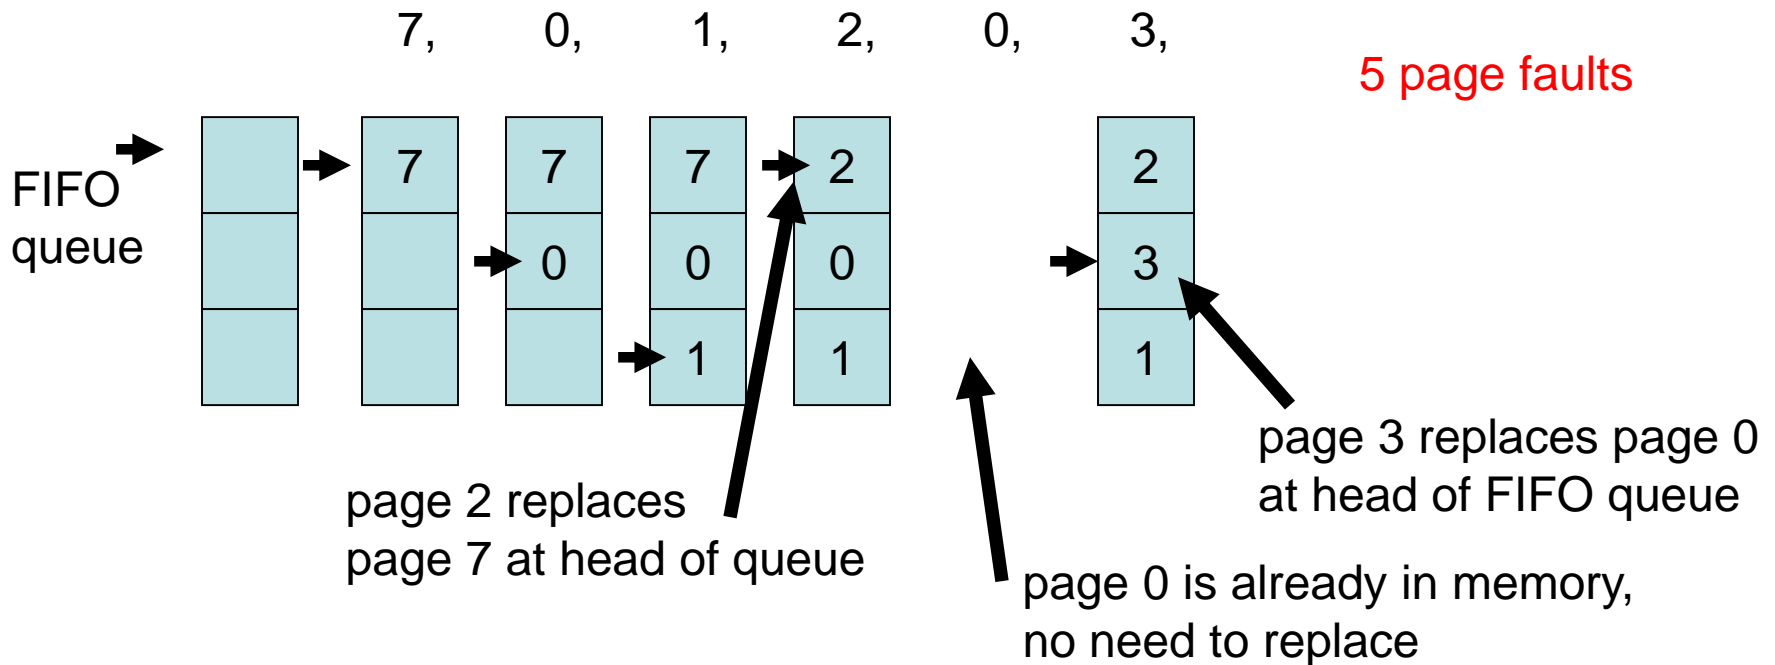 7, 0, 1, 2, 0, 3,
5 page faults
FIFO
queue
7 7 7 2 2
0 0 0 3
1 1 1
page 3 replaces page 0
at head of FIFO queue
page 2 replaces
page 7 at head of queue
page 0 is already in memory,
no need to replace